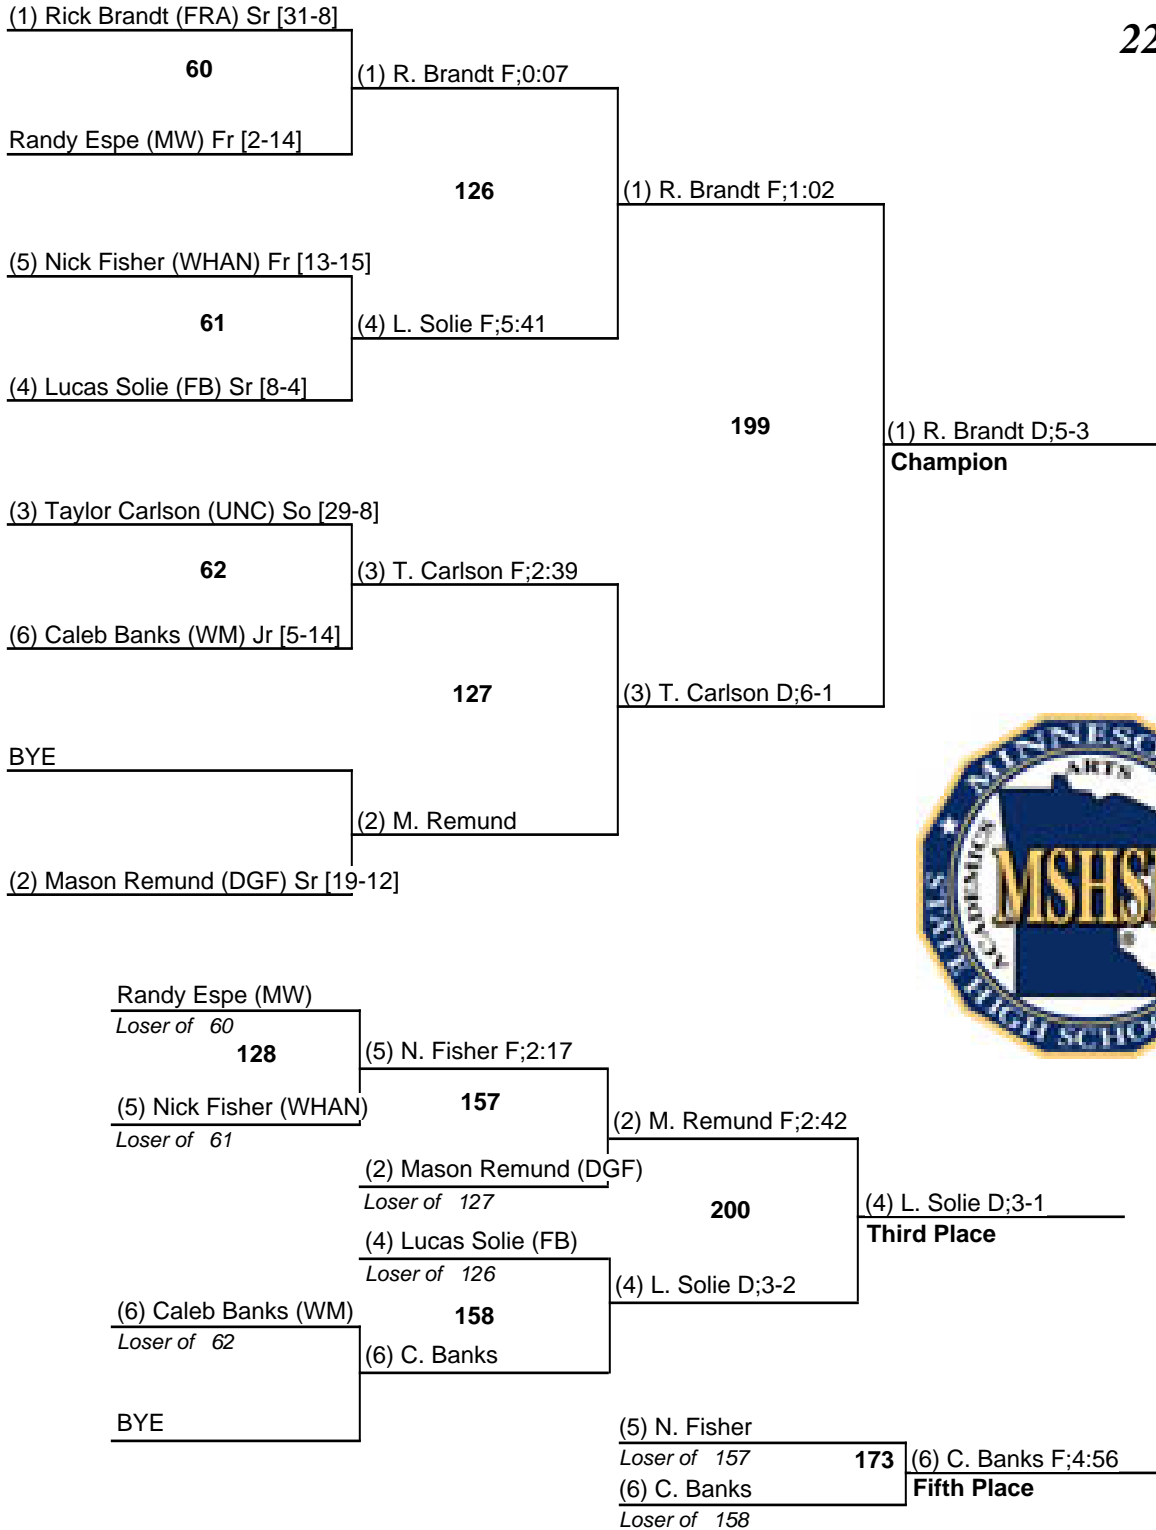 (1) Rick Brandt (FRA) Sr [31-8]
22
60
(1) R. Brandt F;0:07
Randy Espe (MW) Fr [2-14]
126
(1) R. Brandt F;1:02
(5) Nick Fisher (WHAN) Fr [13-15]
61
(4) L. Solie F;5:41
(4) Lucas Solie (FB) Sr [8-4]
199
(1) R. Brandt D;5-3
Champion
(3) Taylor Carlson (UNC) So [29-8]
62
(3) T. Carlson F;2:39
(6) Caleb Banks (WM) Jr [5-14]
127
(3) T. Carlson D;6-1
BYE
(2) M. Remund
(2) Mason Remund (DGF) Sr [19-12]
ARTS
ACADEMICS
STATE HIGH
Randy Espe (MW)
Loser of 60
128
(5) N. Fisher F;2:17
(5) Nick Fisher (WHAN)
Loser of 61
157
(2) M. Remund F;2:42
(2) Mason Remund (DGF)
Loser of 127
200
(4) L. Solie D;3-1
Third Place
(4) Lucas Solie (FB)
Loser of 126
(4) L. Solie D;3-2
(6) Caleb Banks (WM)
Loser of 62
158
(6) C. Banks
BYE
(5) N. Fisher
Loser of 157
173
(6) C. Banks F;4:56
Fifth Place
(6) C. Banks
Loser of 158